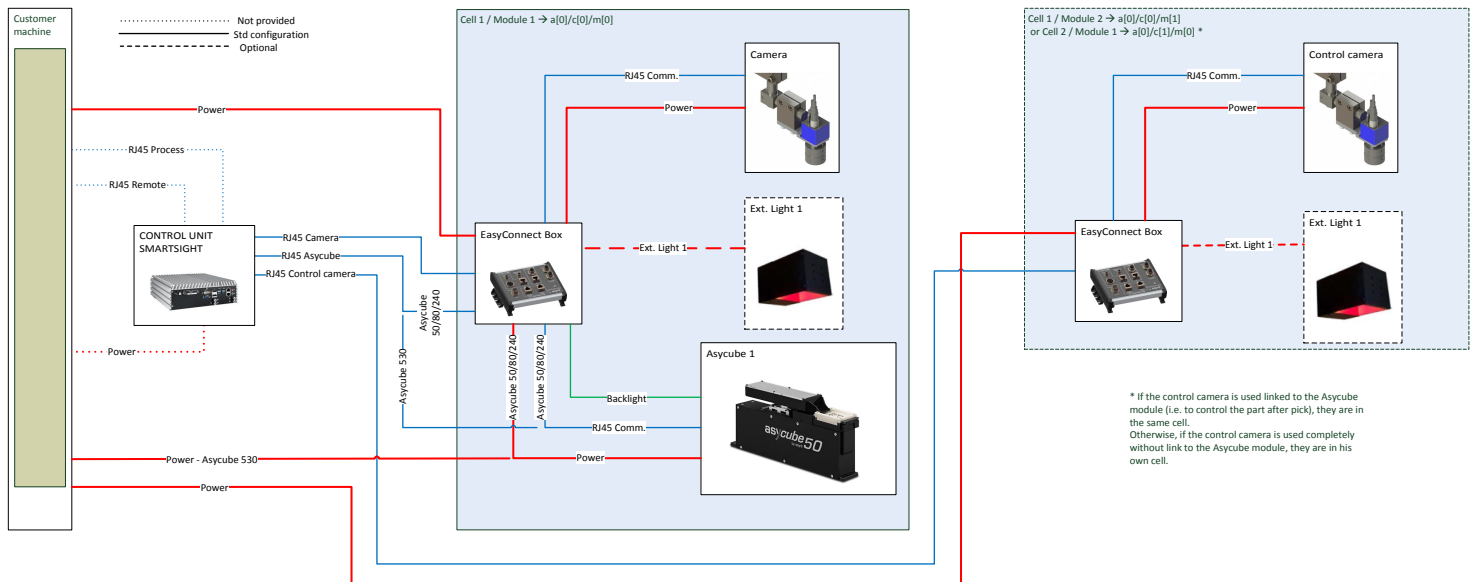 Customer
machine
Not provided
Std configuration
Optional
Power
RJ45 Process
RJ45 Remote
CONTROL UNIT
SMARTSIGHT
RJ45 Camera
RJ45 Asycube
RJ45 Control camera
Power
Power - Asycube 530
Power
Asycube 530
Asycube
50/80/240
Cell 1 / Module 1 → a[0]/c[0]/m[0]
Camera
RJ45 Comm.
Power
EasyConnect Box
Ext. Light 1
Ext. Light 1
Asycube 50/80/240
Asycube 50/80/240
Asycube 1
Backlight
RJ45 Comm.
Power
asycube50
Cell 1 / Module 2 → a[0]/c[0]/m[1]
or Cell 2 / Module 1 → a[0]/c[1]/m[0] *
Control camera
RJ45 Comm.
Power
EasyConnect Box
Ext. Light 1
Ext. Light 1
* If the control camera is used linked to the Asycube
module (i.e. to control the part after pick), they are in
the same cell.
Otherwise, if the control camera is used completely
without link to the Asycube module, they are in his
own cell.